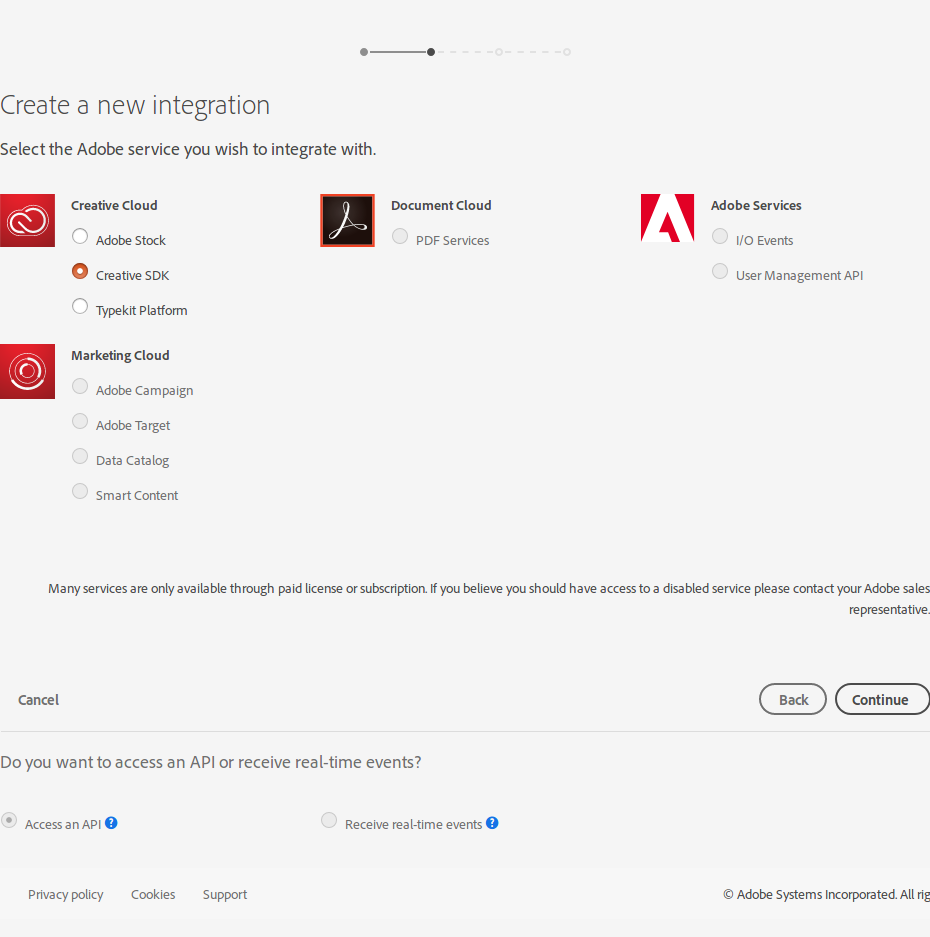 Create a new integration
Select the Adobe service you wish to integrate with.
Creative Cloud
Adobe Stock
Creative SDK
Typekit Platform
Document Cloud
PDF Services
Adobe Services
I/O Events
User Management API
Marketing Cloud
Adobe Campaign
Adobe Target
Data Catalog
Smart Content
Many services are only available through paid license or subscription. If you believe you should have access to a disabled service please contact your Adobe sales
representative.
Cancel
Back
Continue
Do you want to access an API or receive real-time events?
Access an API ?
Receive real-time events ?
Privacy policy
Cookies
Support
© Adobe Systems Incorporated. All rig